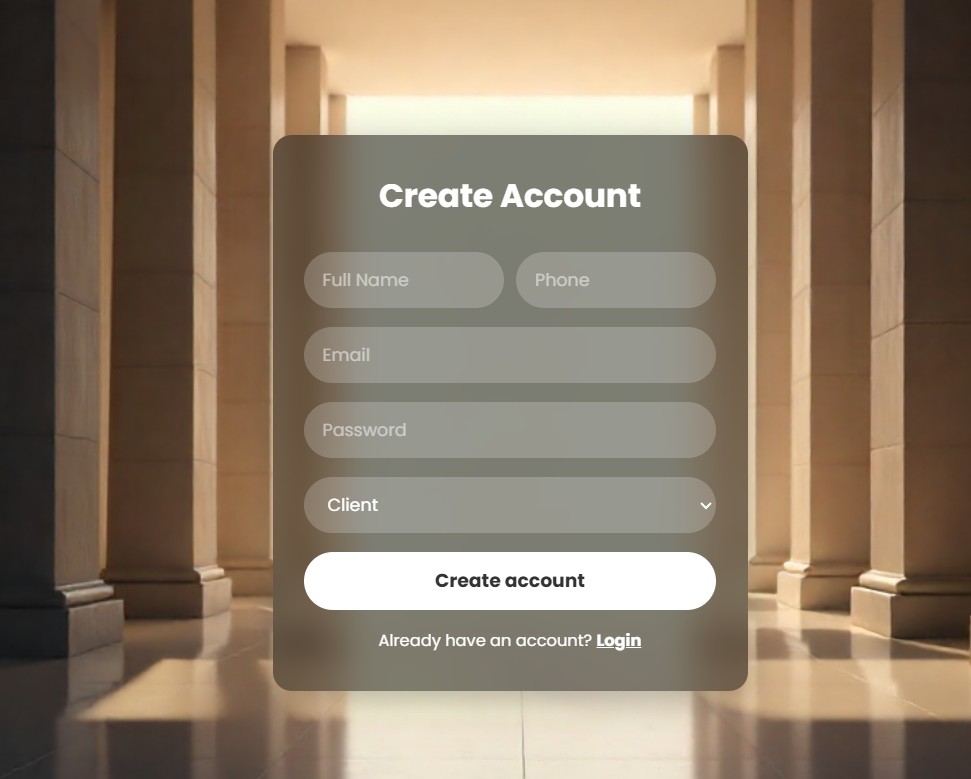 Create Account
Full Name Phone
Email
Password
Client
Create account
Already have an account? Login